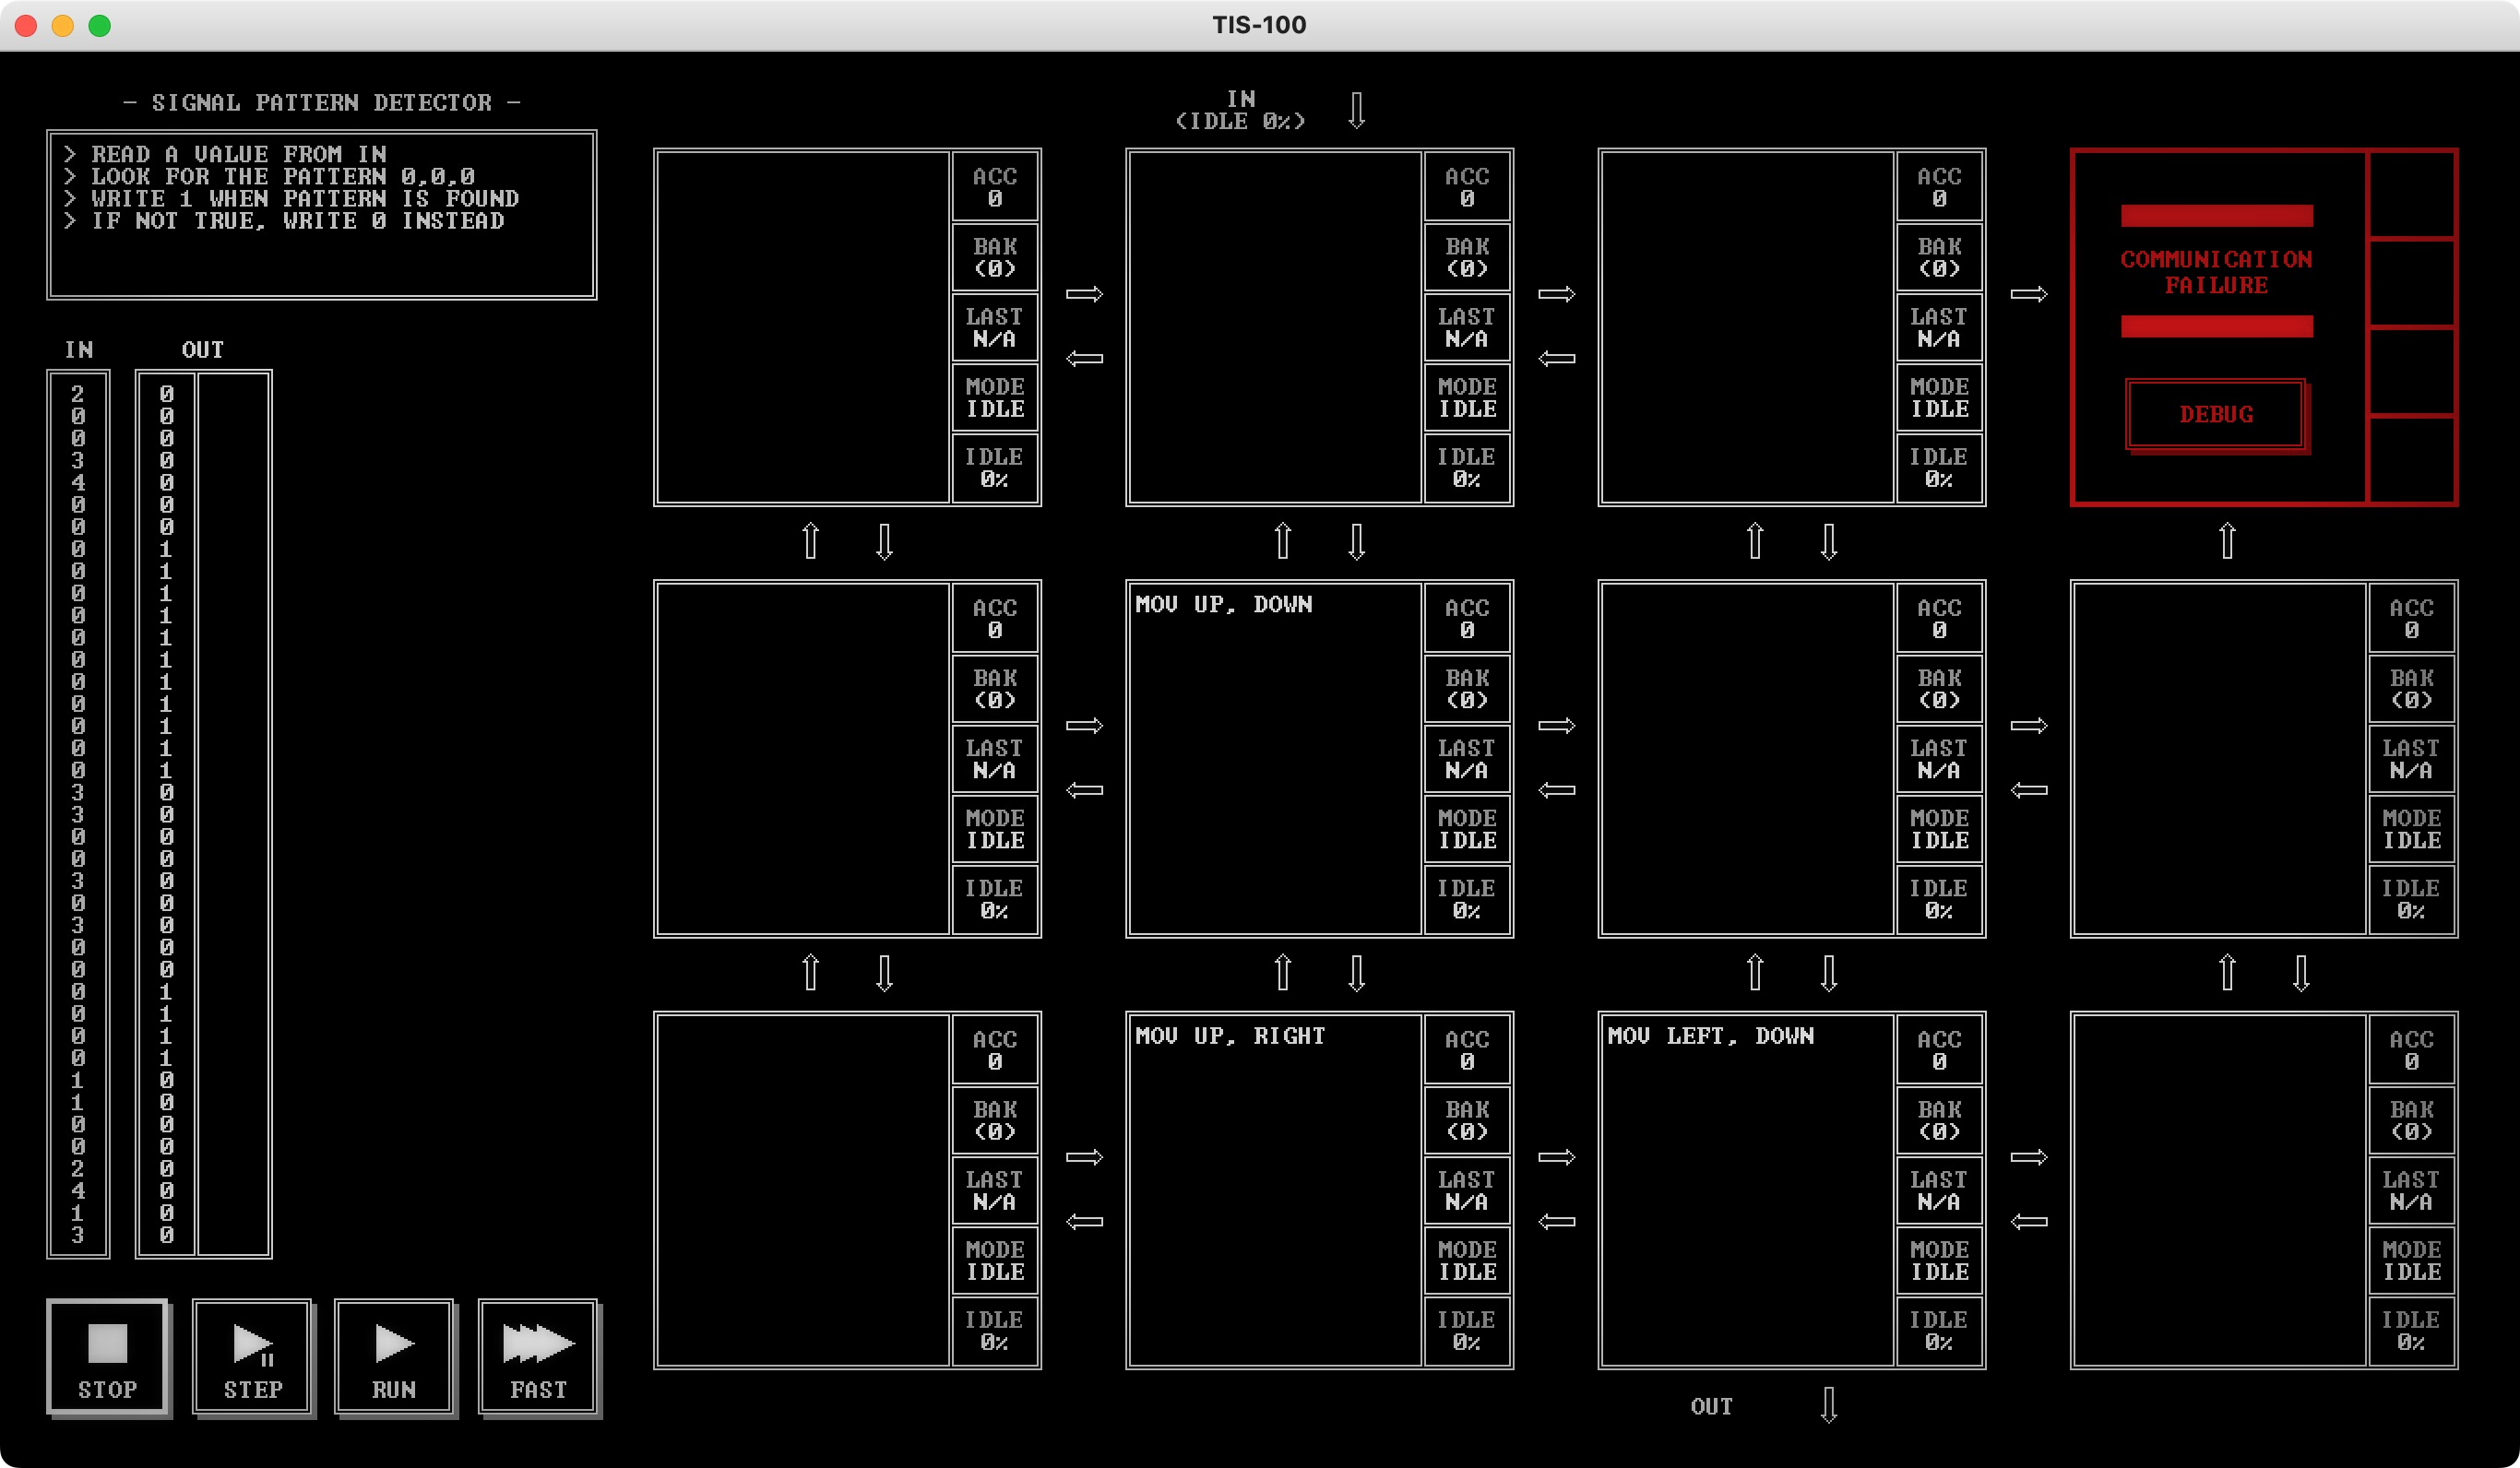 TIS-100
- SIGNAL PATTERN DETECTOR -
> READ A VALUE FROM IN
> LOOK FOR THE PATTERN 0,0,0
> WRITE 1 WHEN PATTERN IS FOUND
> IF NOT TRUE, WRITE 0 INSTEAD
IN OUT
2 0
0 0
0 0
3 0
4 0
0 0
0 0
0 1
0 1
0 1
0 1
0 1
0 1
0 1
0 1
0 1
0 1
0 1
3 0
3 0
0 0
0 0
3 0
0 0
3 0
0 0
0 0
0 1
0 1
0 1
0 1
1 0
1 0
0 0
0 0
2 0
4 0
1 0
3 0
STOP
STEP
RUN
FAST
IN
(IDLE 0%)
ACC
0
BAK
(0)
LAST
N/A
MODE
IDLE
IDLE
0%
ACC
0
BAK
(0)
LAST
N/A
MODE
IDLE
IDLE
0%
ACC
0
BAK
(0)
LAST
N/A
MODE
IDLE
IDLE
0%
COMMUNICATION
FAILURE
DEBUG
ACC
0
BAK
(0)
LAST
N/A
MODE
IDLE
IDLE
0%
MOV UP, DOWN
ACC
0
BAK
(0)
LAST
N/A
MODE
IDLE
IDLE
0%
ACC
0
BAK
(0)
LAST
N/A
MODE
IDLE
IDLE
0%
ACC
0
BAK
(0)
LAST
N/A
MODE
IDLE
IDLE
0%
ACC
0
BAK
(0)
LAST
N/A
MODE
IDLE
IDLE
0%
MOV UP, RIGHT
ACC
0
BAK
(0)
LAST
N/A
MODE
IDLE
IDLE
0%
MOV LEFT, DOWN
ACC
0
BAK
(0)
LAST
N/A
MODE
IDLE
IDLE
0%
ACC
0
BAK
(0)
LAST
N/A
MODE
IDLE
IDLE
0%
OUT